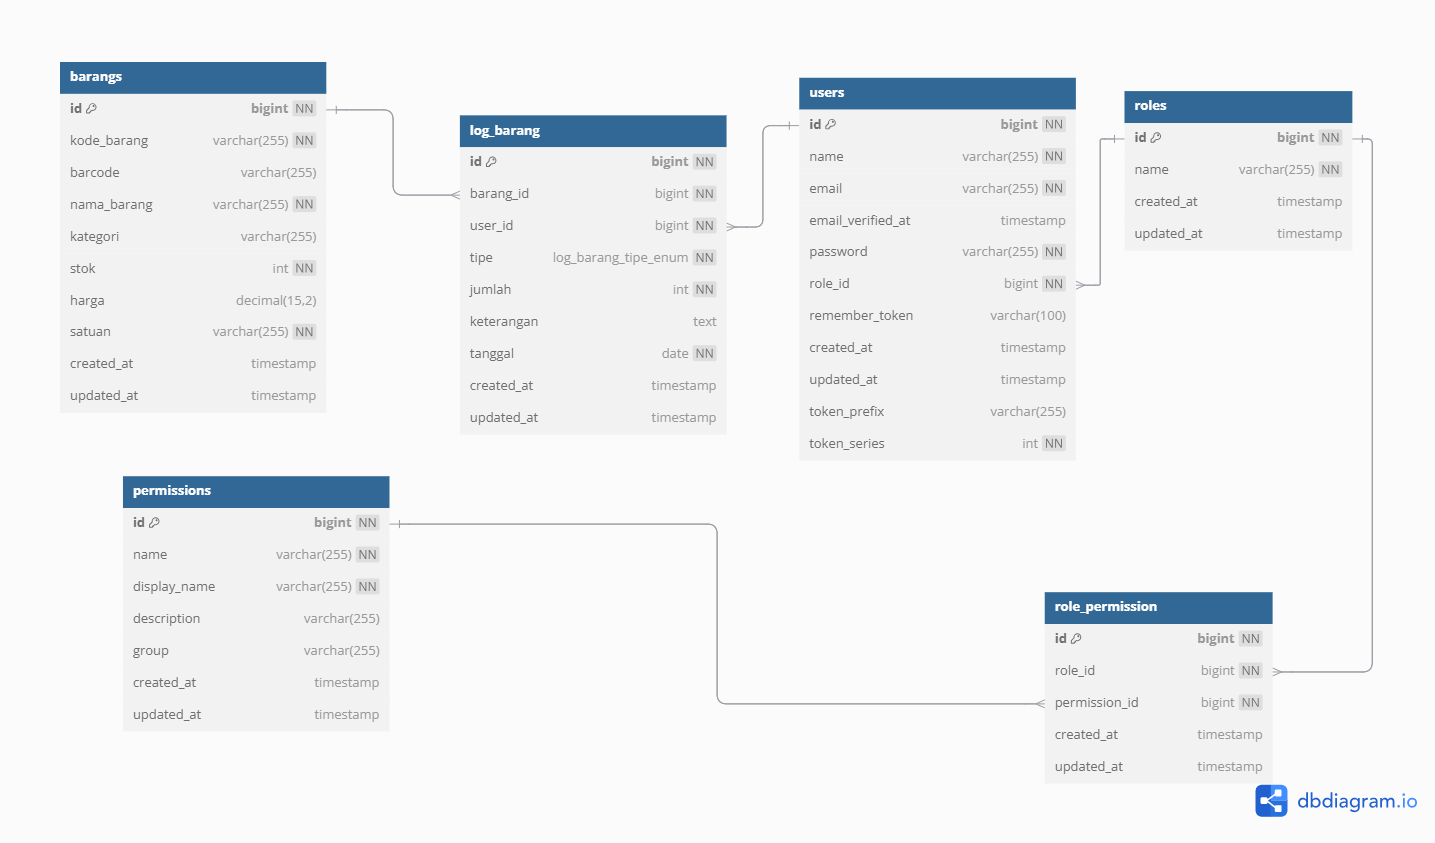 barangs
id bigint NN
kode_barang varchar(255) NN
barcode varchar(255)
nama_barang varchar(255) NN
kategori varchar(255)
stok int NN
harga decimal(15,2)
satuan varchar(255) NN
created_at timestamp
updated_at timestamp
log_barang
id bigint NN
barang_id bigint NN
user_id bigint NN
tipe log_barang_tipe_enum NN
jumlah int NN
keterangan text
tanggal date NN
created_at timestamp
updated_at timestamp
users
id bigint NN
name varchar(255) NN
email varchar(255) NN
email_verified_at timestamp
password varchar(255) NN
role_id bigint NN
remember_token varchar(100)
created_at timestamp
updated_at timestamp
token_prefix varchar(255)
token_series int NN
roles
id bigint NN
name varchar(255) NN
created_at timestamp
updated_at timestamp
permissions
id bigint NN
name varchar(255) NN
display_name varchar(255) NN
description varchar(255)
group varchar(255)
created_at timestamp
updated_at timestamp
role_permission
id bigint NN
role_id bigint NN
permission_id bigint NN
created_at timestamp
updated_at timestamp
dbdiagram.io